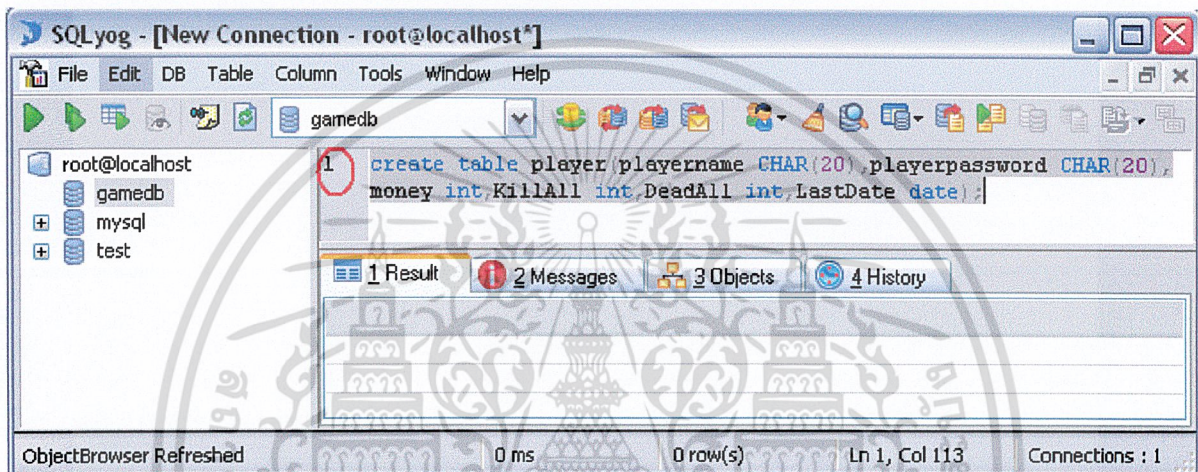 SQLyog - [New Connection - root@localhost*]
File Edit DB Table Column Tools Window Help
gamedb
root@localhost
gamedb
mysql
test
1 create table player(playername CHAR(20),playerpassword CHAR(20),
money int,KillAll int,DeadAll int,LastDate date);
1 Result 2 Messages 3 Objects 4 History
ObjectBrowser Refreshed 0 ms 0 row(s) Ln 1, Col 113 Connections : 1